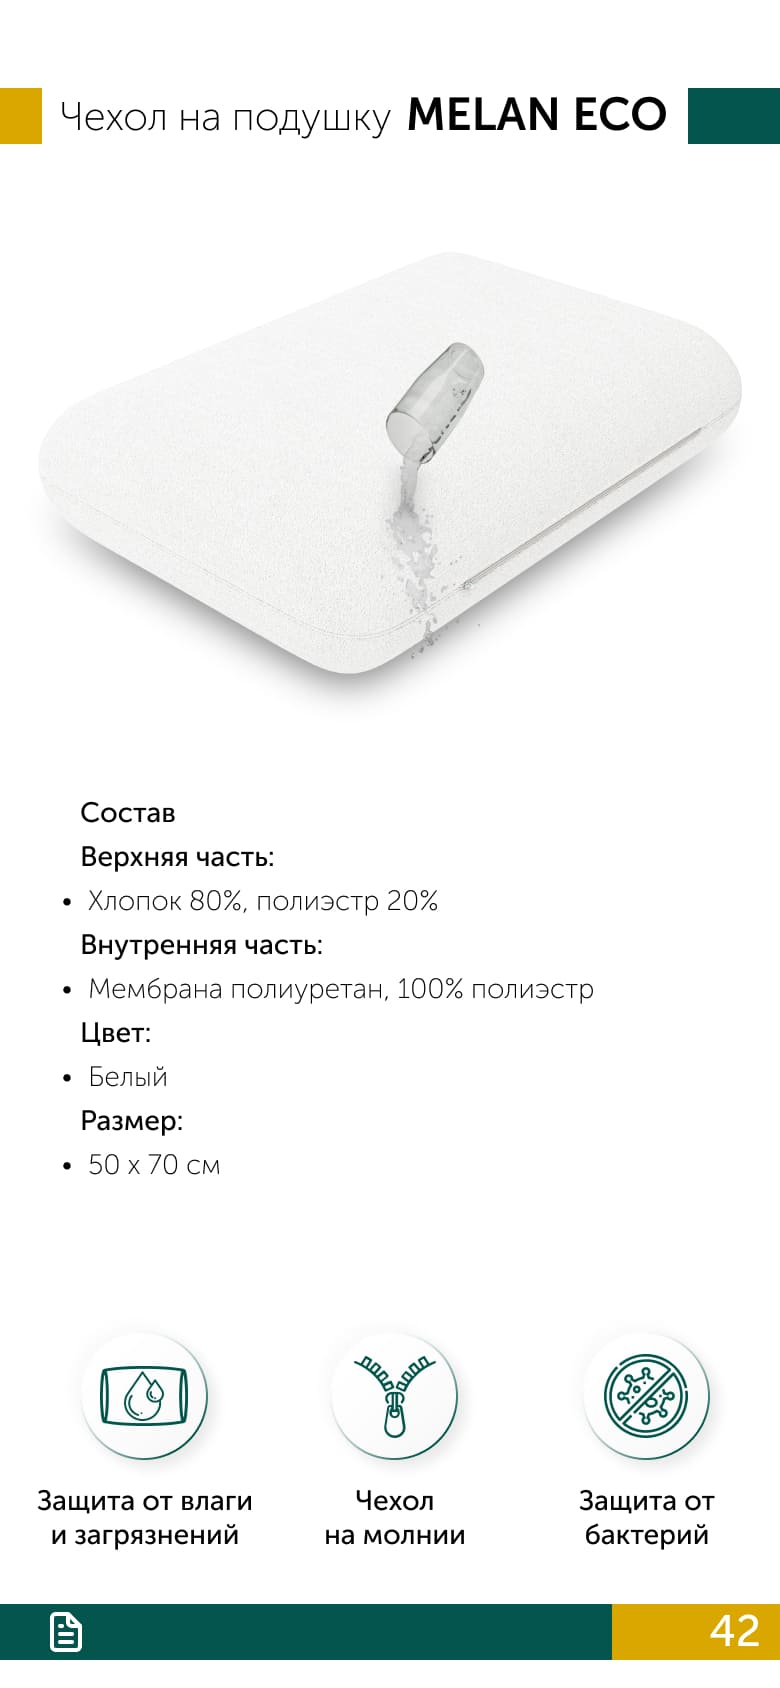 Чехол на подушку MELAN ECO
Состав
Верхняя часть:
• Хлопок 80%, полиэстр 20%
Внутренняя часть:
• Мембрана полиуретан, 100% полиэстр
Цвет:
• Белый
Размер:
• 50 x 70 см
Защита от влаги
и загрязнений
Чехол
на молнии
Защита от
бактерий
42